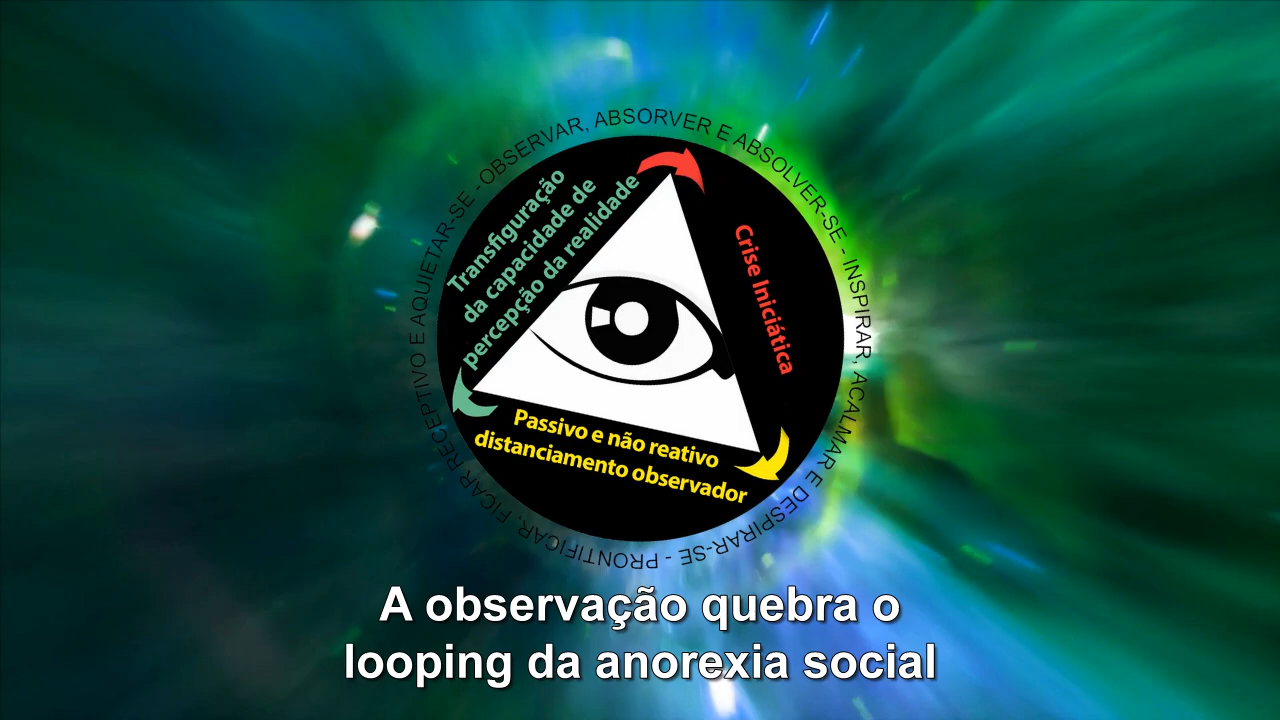 OBSERVAR, ABSORVER E ABSOLVER-SE - INSPIRAR, ACALMAR E DESPIRAR-SE - PRONTIFICAR, FICAR RECEPTIVO E AQUIETAR-SE -
Transfiguração
da capacidade de
percepção da realidade
Crise Iniciática
Passivo e não reativo
distanciamento observador
A observação quebra o
looping da anorexia social